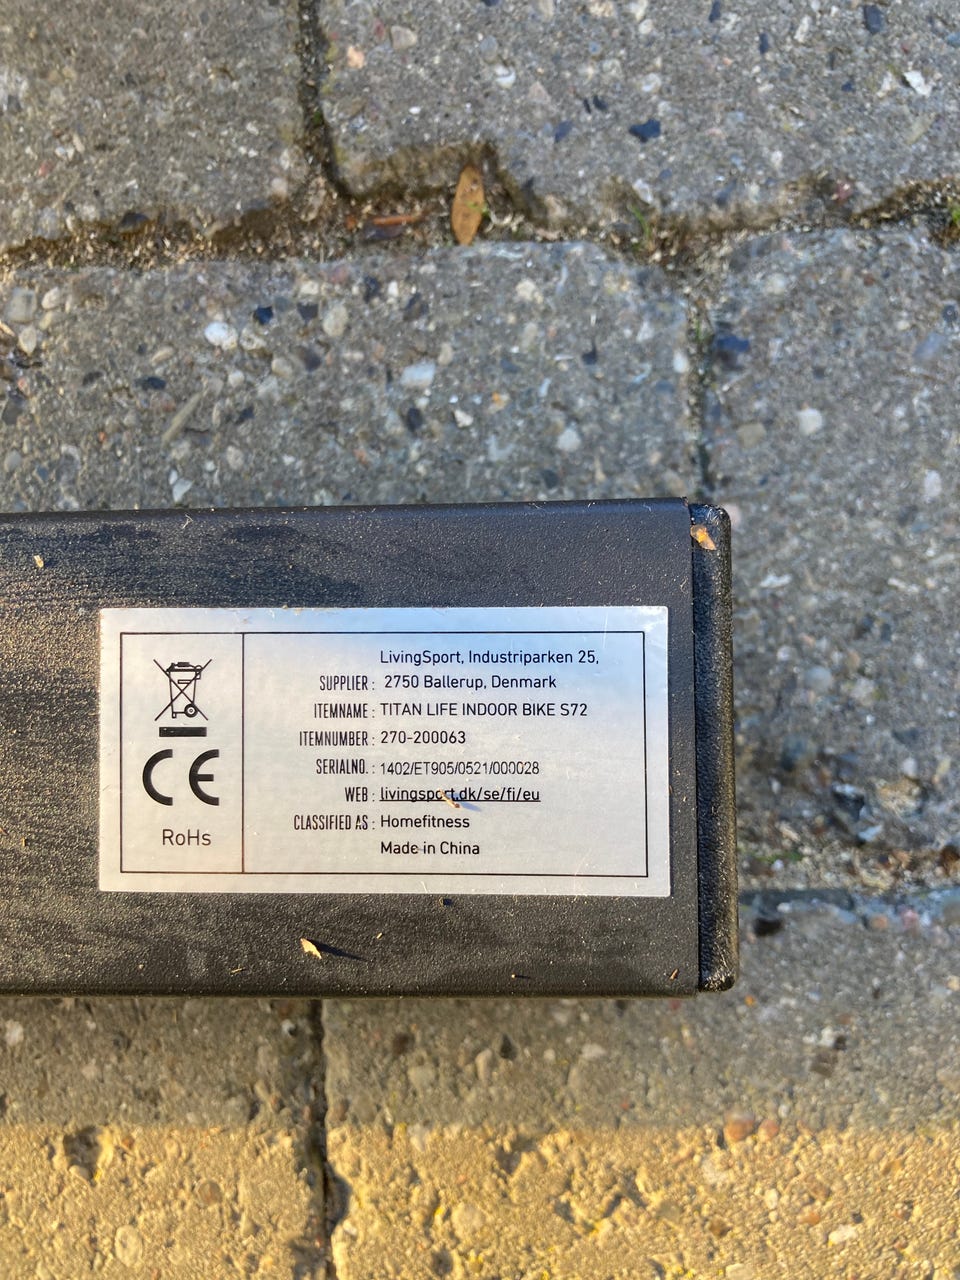 LivingSport, Industriparken 25,
SUPPLIER : 2750 Ballerup, Denmark
ITEMNAME : TITAN LIFE INDOOR BIKE S72
ITEMNUMBER : 270-200063
SERIALNO. : 1402/ET905/0521/000028
WEB : livingsport.dk/se/fi/eu
CLASSIFIED AS : Homefitness
Made in China
CE
RoHs